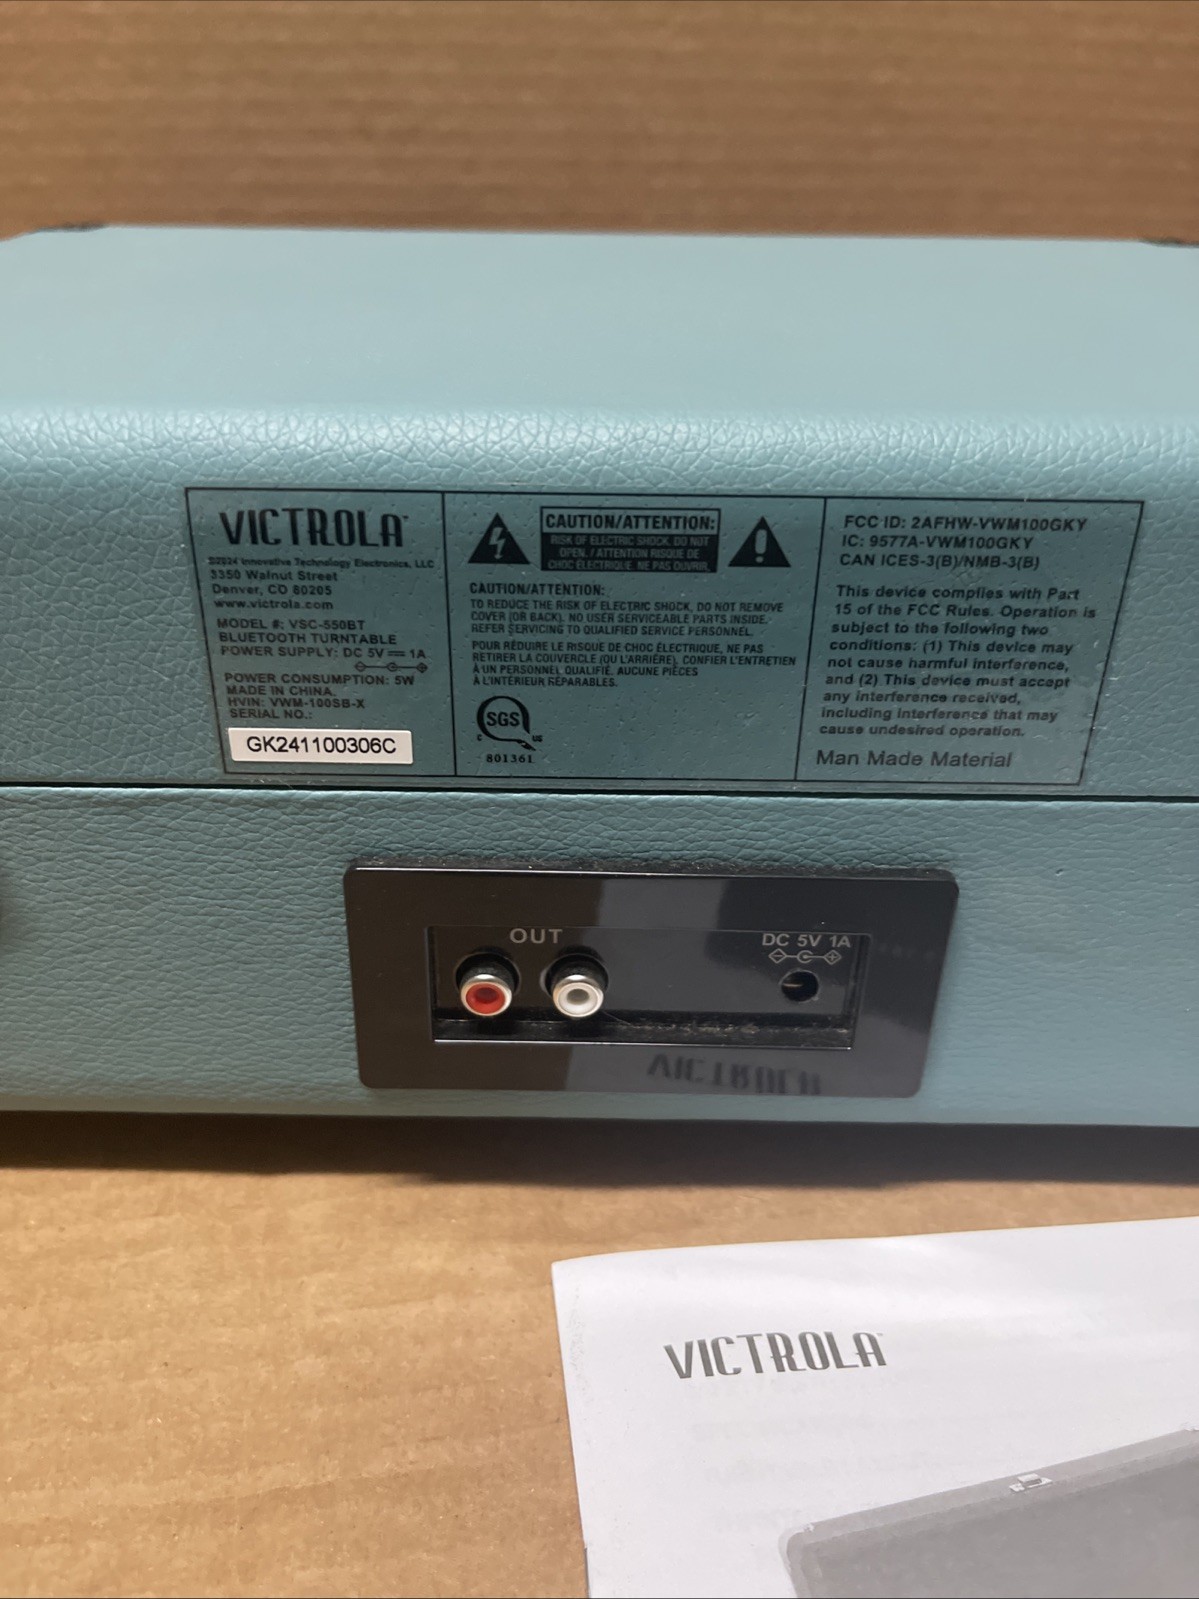 VICTROLA™
©2024 Innovative Technology Electronics, LLC
3350 Walnut Street
Denver, CO 80205
www.victrola.com
MODEL #: VSC-550BT
BLUETOOTH TURNTABLE
POWER SUPPLY: DC 5V 1A
POWER CONSUMPTION: 5W
MADE IN CHINA.
HVIN: VWM-100SB-X
SERIAL NO.:
GK241100306C
CAUTION/ATTENTION:
RISK OF ELECTRIC SHOCK. DO NOT
OPEN. / ATTENTION RISQUE DE
CHOC ÉLECTRIQUE. NE PAS OUVRIR.
CAUTION/ATTENTION:
TO REDUCE THE RISK OF ELECTRIC SHOCK, DO NOT REMOVE
COVER (OR BACK). NO USER SERVICEABLE PARTS INSIDE.
REFER SERVICING TO QUALIFIED SERVICE PERSONNEL.
POUR RÉDUIRE LE RISQUE DE CHOC ÉLECTRIQUE, NE PAS
RETIRER LA COUVERCLE (OU L'ARRIÈRE). CONFIER L'ENTRETIEN
À UN PERSONNEL QUALIFIÉ. AUCUNE PIÈCES
À L'INTÉRIEUR RÉPARABLES.
SGS
C US
801361
FCC ID: 2AFHW-VWM100GKY
IC: 9577A-VWM100GKY
CAN ICES-3(B)/NMB-3(B)
This device complies with Part
15 of the FCC Rules. Operation is
subject to the following two
conditions: (1) This device may
not cause harmful interference,
and (2) This device must accept
any interference received,
including interference that may
cause undesired operation.
Man Made Material
OUT
DC 5V 1A
VICTROLA
VICTROLA™